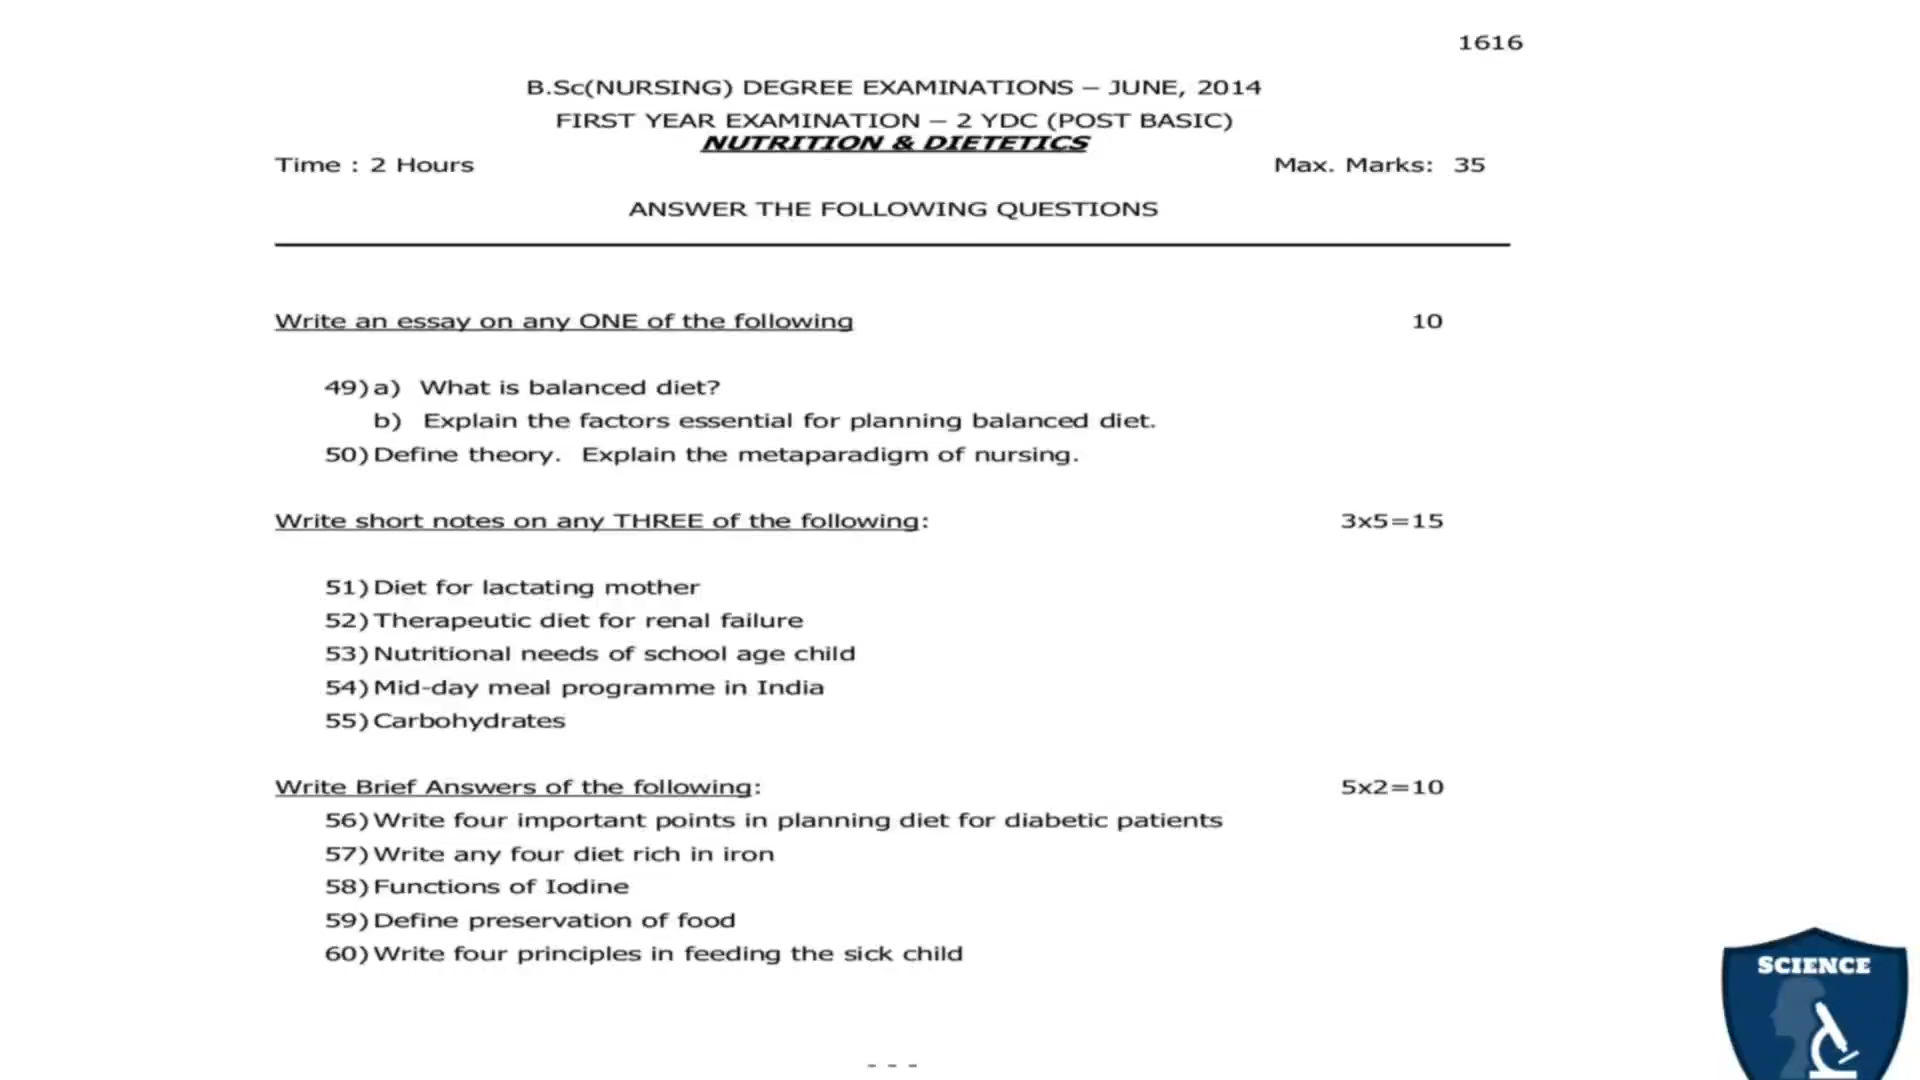 1616
B.Sc(NURSING) DEGREE EXAMINATIONS – JUNE, 2014
FIRST YEAR EXAMINATION – 2 YDC (POST BASIC)
NUTRITION & DIETETICS
Time : 2 Hours Max. Marks: 35
ANSWER THE FOLLOWING QUESTIONS
Write an essay on any ONE of the following 10
49) a) What is balanced diet?
b) Explain the factors essential for planning balanced diet.
50) Define theory. Explain the metaparadigm of nursing.
Write short notes on any THREE of the following: 3x5=15
51) Diet for lactating mother
52) Therapeutic diet for renal failure
53) Nutritional needs of school age child
54) Mid-day meal programme in India
55) Carbohydrates
Write Brief Answers of the following: 5x2=10
56) Write four important points in planning diet for diabetic patients
57) Write any four diet rich in iron
58) Functions of Iodine
59) Define preservation of food
60) Write four principles in feeding the sick child
SCIENCE
- - -